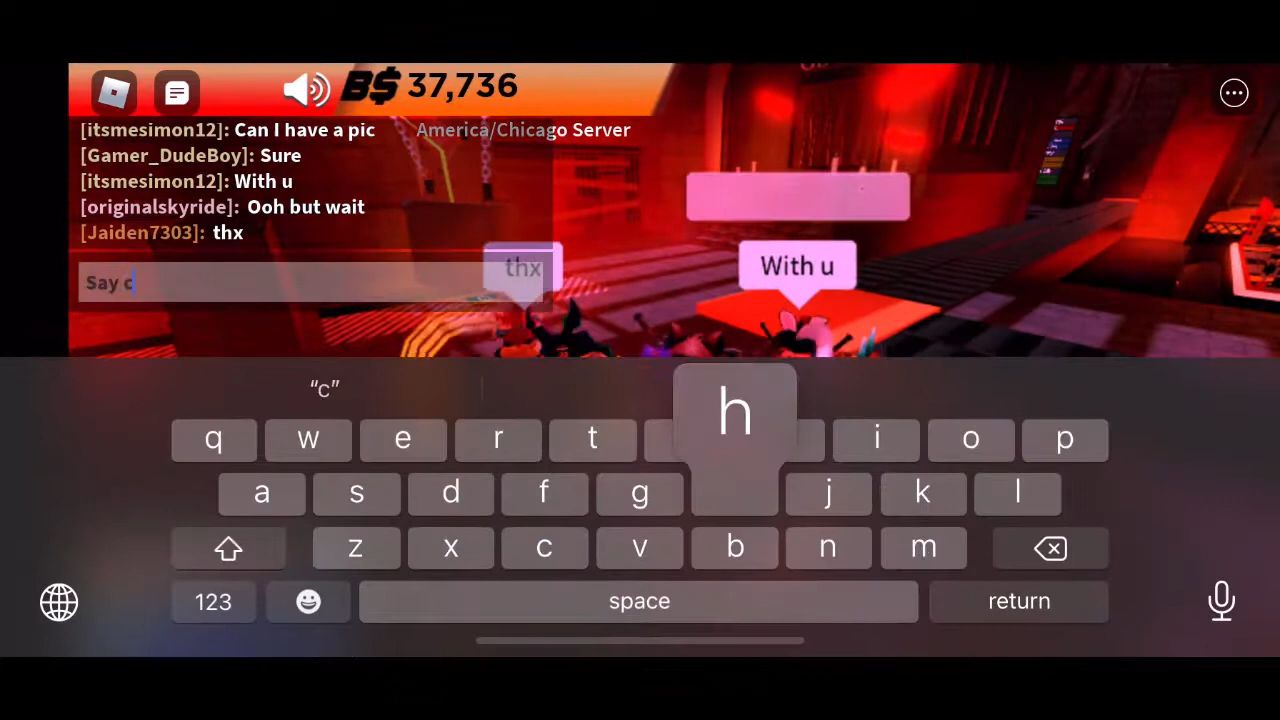 B$ 37,736
[itsmesimon12]: Can I have a pic
America/Chicago Server
[Gamer_DudeBoy]: Sure
[itsmesimon12]: With u
[originalskyride]: Ooh but wait
[Jaiden7303]: thx
thx
With u
Say c
“c”
h
q w e r t i o p
a s d f g j k l
z x c v b n m
123 space return